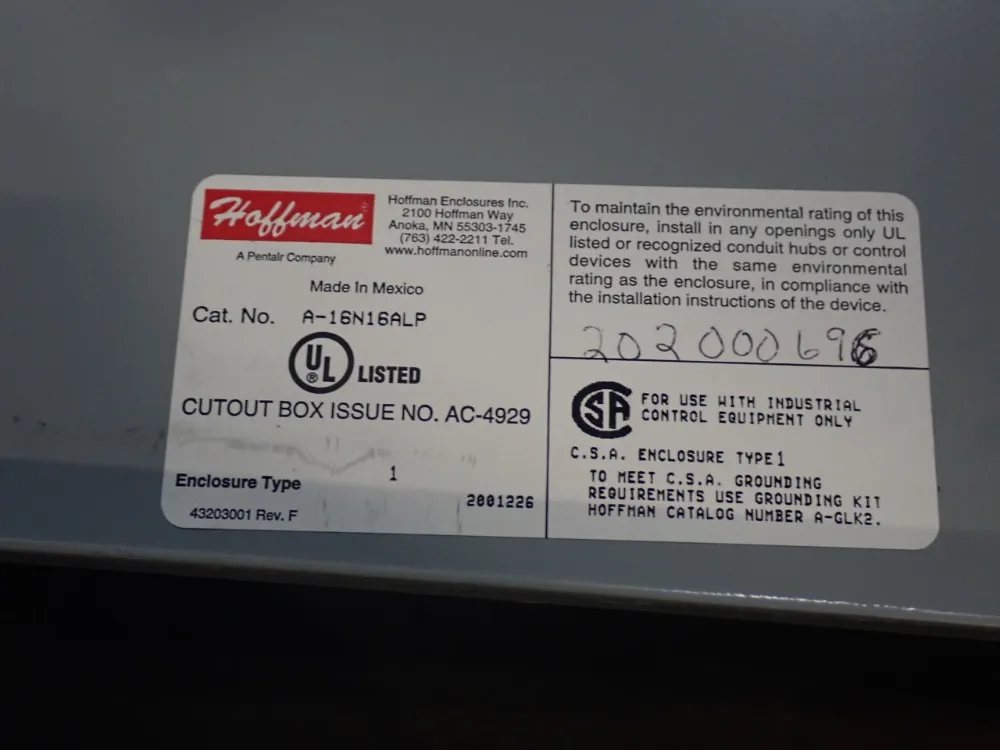 Hoffman
A Pentair Company
Hoffman Enclosures Inc.
2100 Hoffman Way
Anoka, MN 55303-1745
(763) 422-2211 Tel.
www.hoffmanonline.com
Made In Mexico
Cat. No. A-16N16ALP
UL ® LISTED
CUTOUT BOX ISSUE NO. AC-4929
Enclosure Type 1
2001226
43203001 Rev. F
To maintain the environmental rating of this
enclosure, install in any openings only UL
listed or recognized conduit hubs or control
devices with the same environmental
rating as the enclosure, in compliance with
the installation instructions of the device.
202000696
CSA
FOR USE WITH INDUSTRIAL
CONTROL EQUIPMENT ONLY
C.S.A. ENCLOSURE TYPE 1
TO MEET C.S.A. GROUNDING
REQUIREMENTS USE GROUNDING KIT
HOFFMAN CATALOG NUMBER A-GLK2.